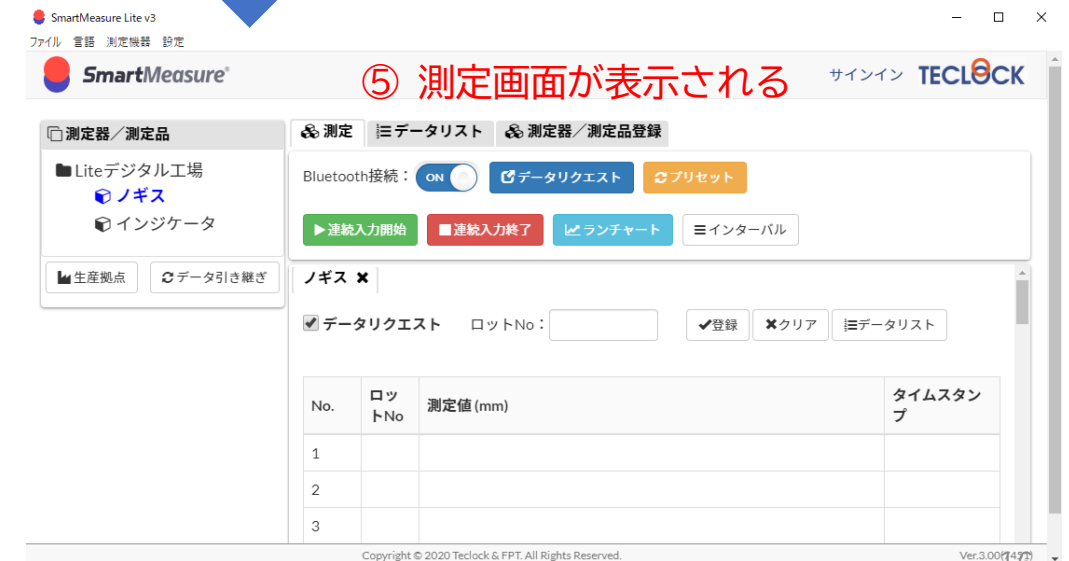 SmartMeasure Lite v3
ファイル 言語 測定機器 設定
SmartMeasure®
⑤ 測定画面が表示される
サインイン TECLOCK
測定器／測定品
測定 データリスト 測定器／測定品登録
Liteデジタル工場
ノギス
インジケータ
Bluetooth接続： ON データリクエスト プリセット
連続入力開始 連続入力終了 ランチャート インターバル
生産拠点 データ引き継ぎ
ノギス
データリクエスト ロットNo： 登録 クリア データリスト
No. ロットNo 測定値 (mm) タイムスタンプ
1
2
3
Copyright © 2020 Teclock & FPT. All Rights Reserved.